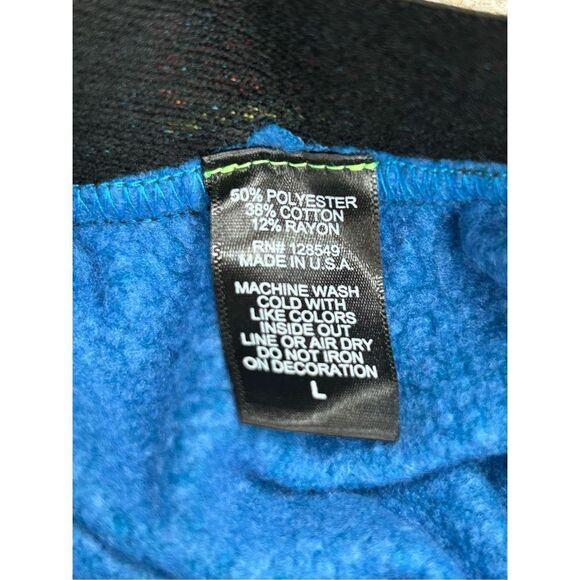 50% POLYESTER
38% COTTON
12% RAYON
RN# 128549
MADE IN U.S.A.
MACHINE WASH
COLD WITH
LIKE COLORS
INSIDE OUT
LINE OR AIR DRY
DO NOT IRON
ON DECORATION
L